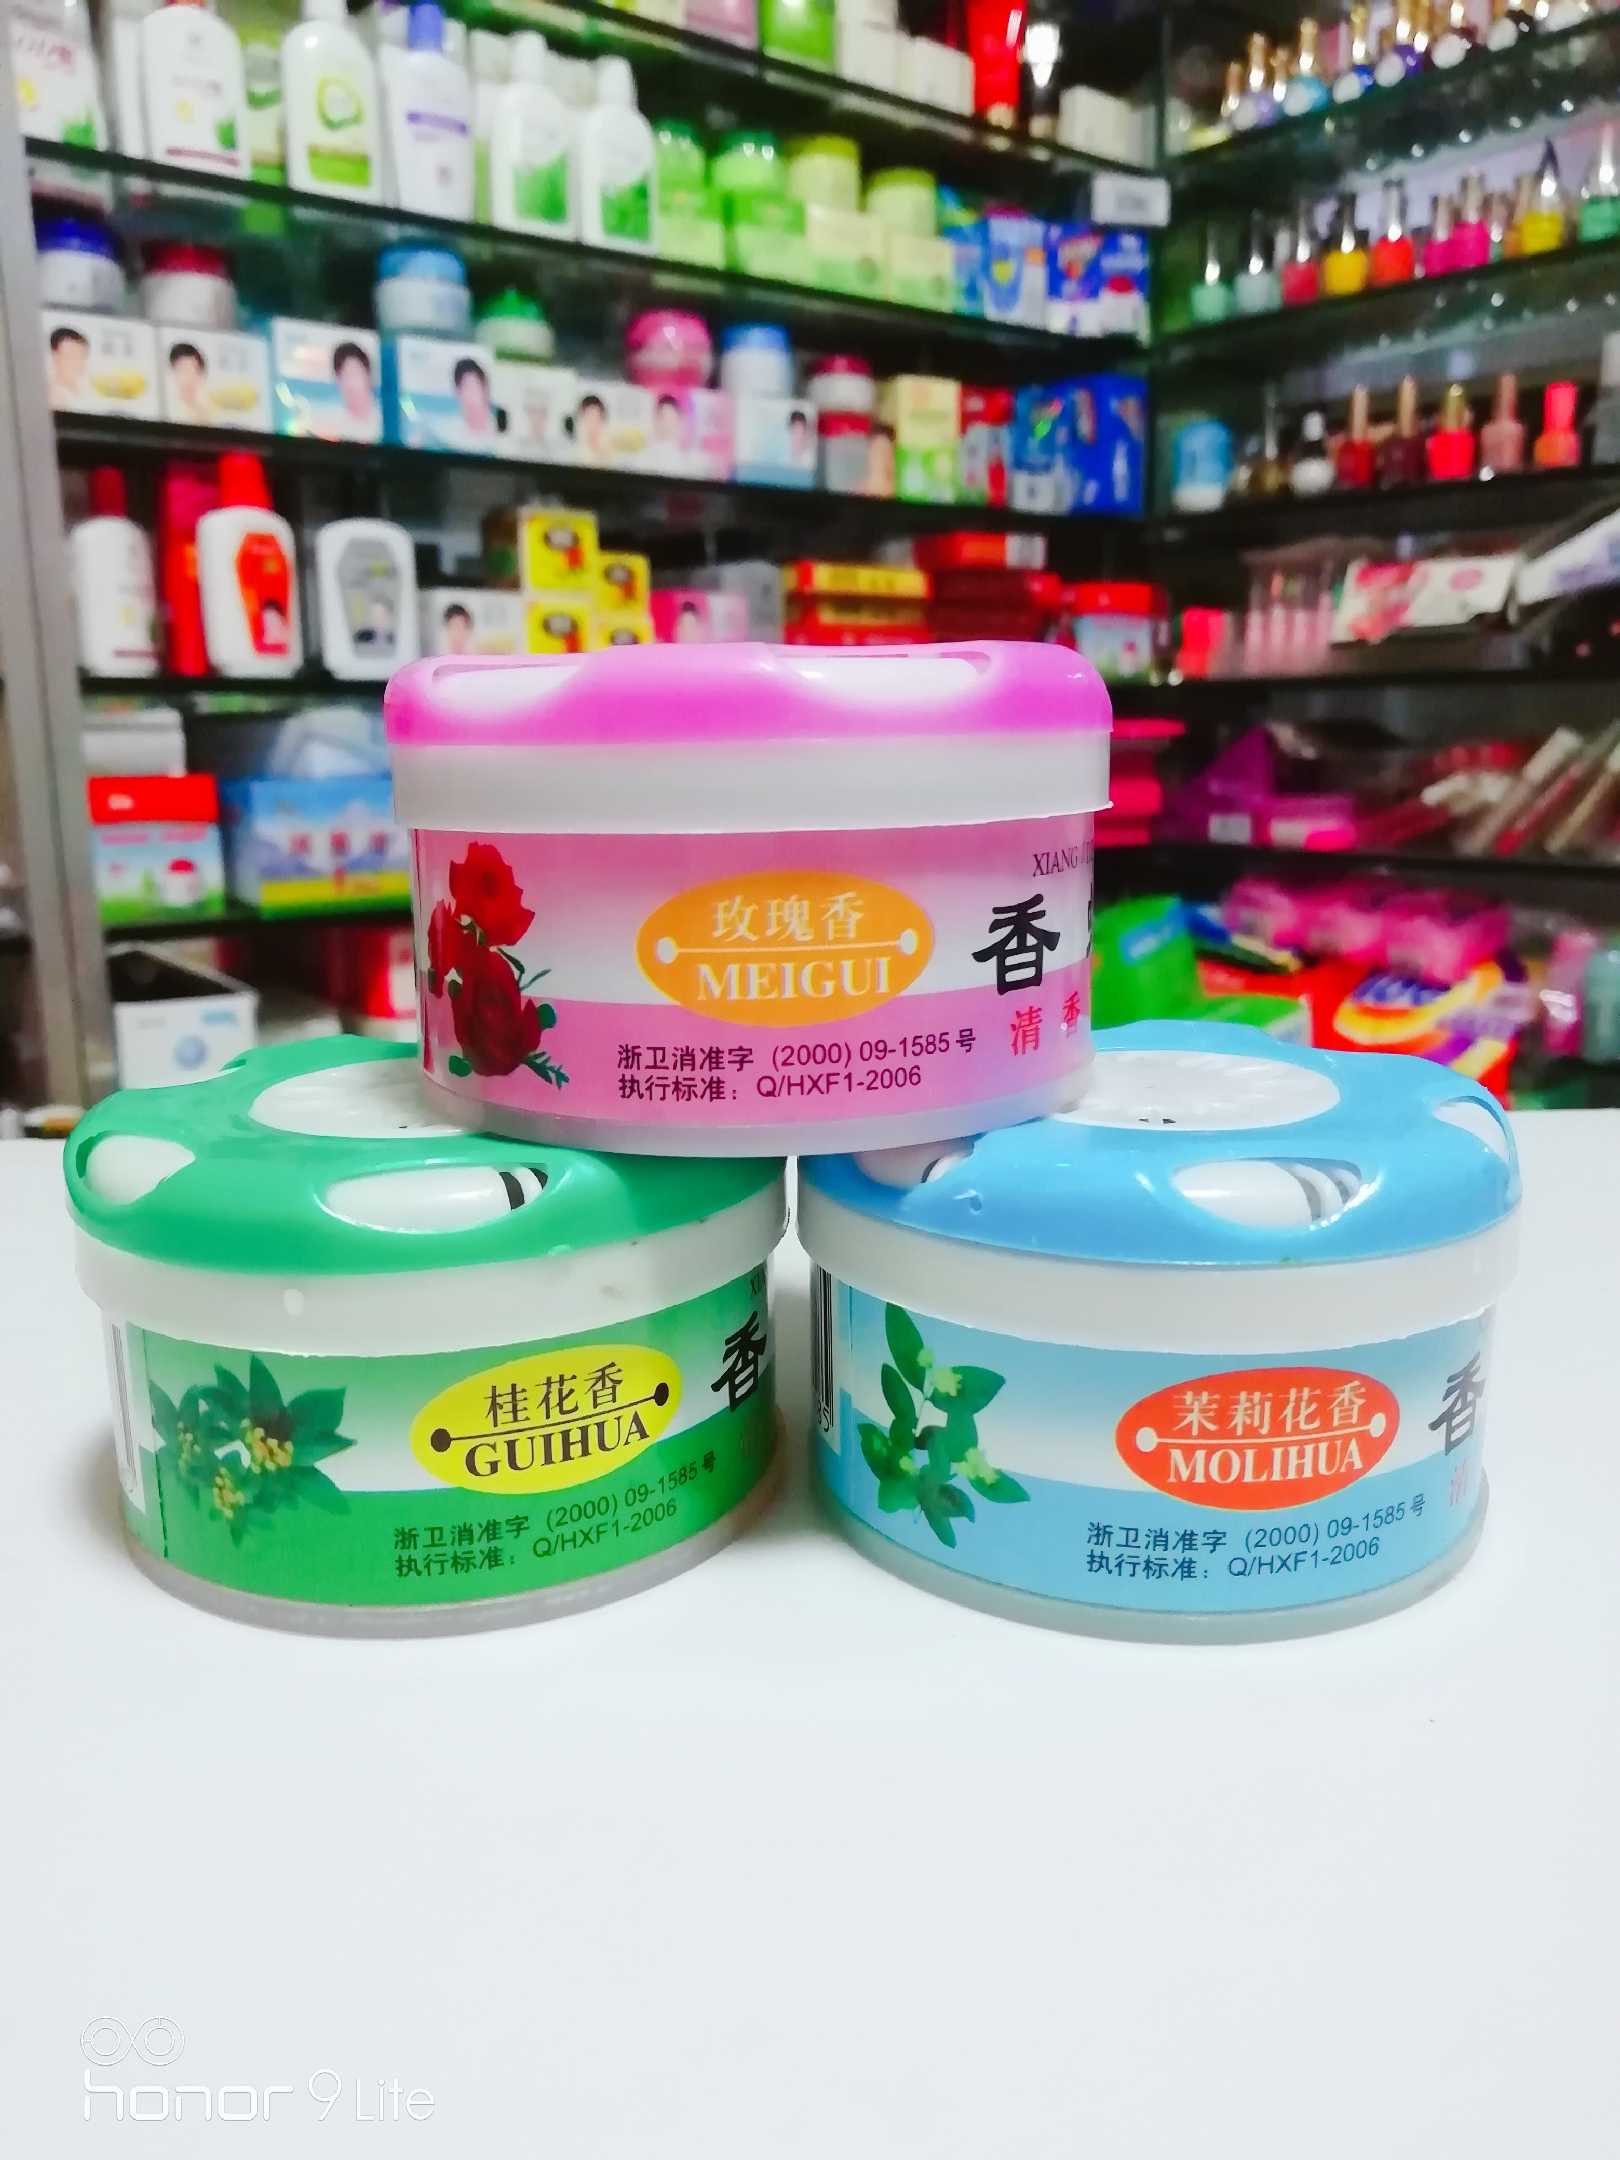 XIANG
玫瑰香
MEIGUI
香
清香
浙卫消准字 (2000) 09-1585号
执行标准：Q/HXF1-2006
桂花香
GUIHUA
香
浙卫消准字 (2000) 09-1585号
执行标准：Q/HXF1-2006
茉莉花香
MOLIHUA
香
清
浙卫消准字 (2000) 09-1585号
执行标准：Q/HXF1-2006
honor 9 Lite